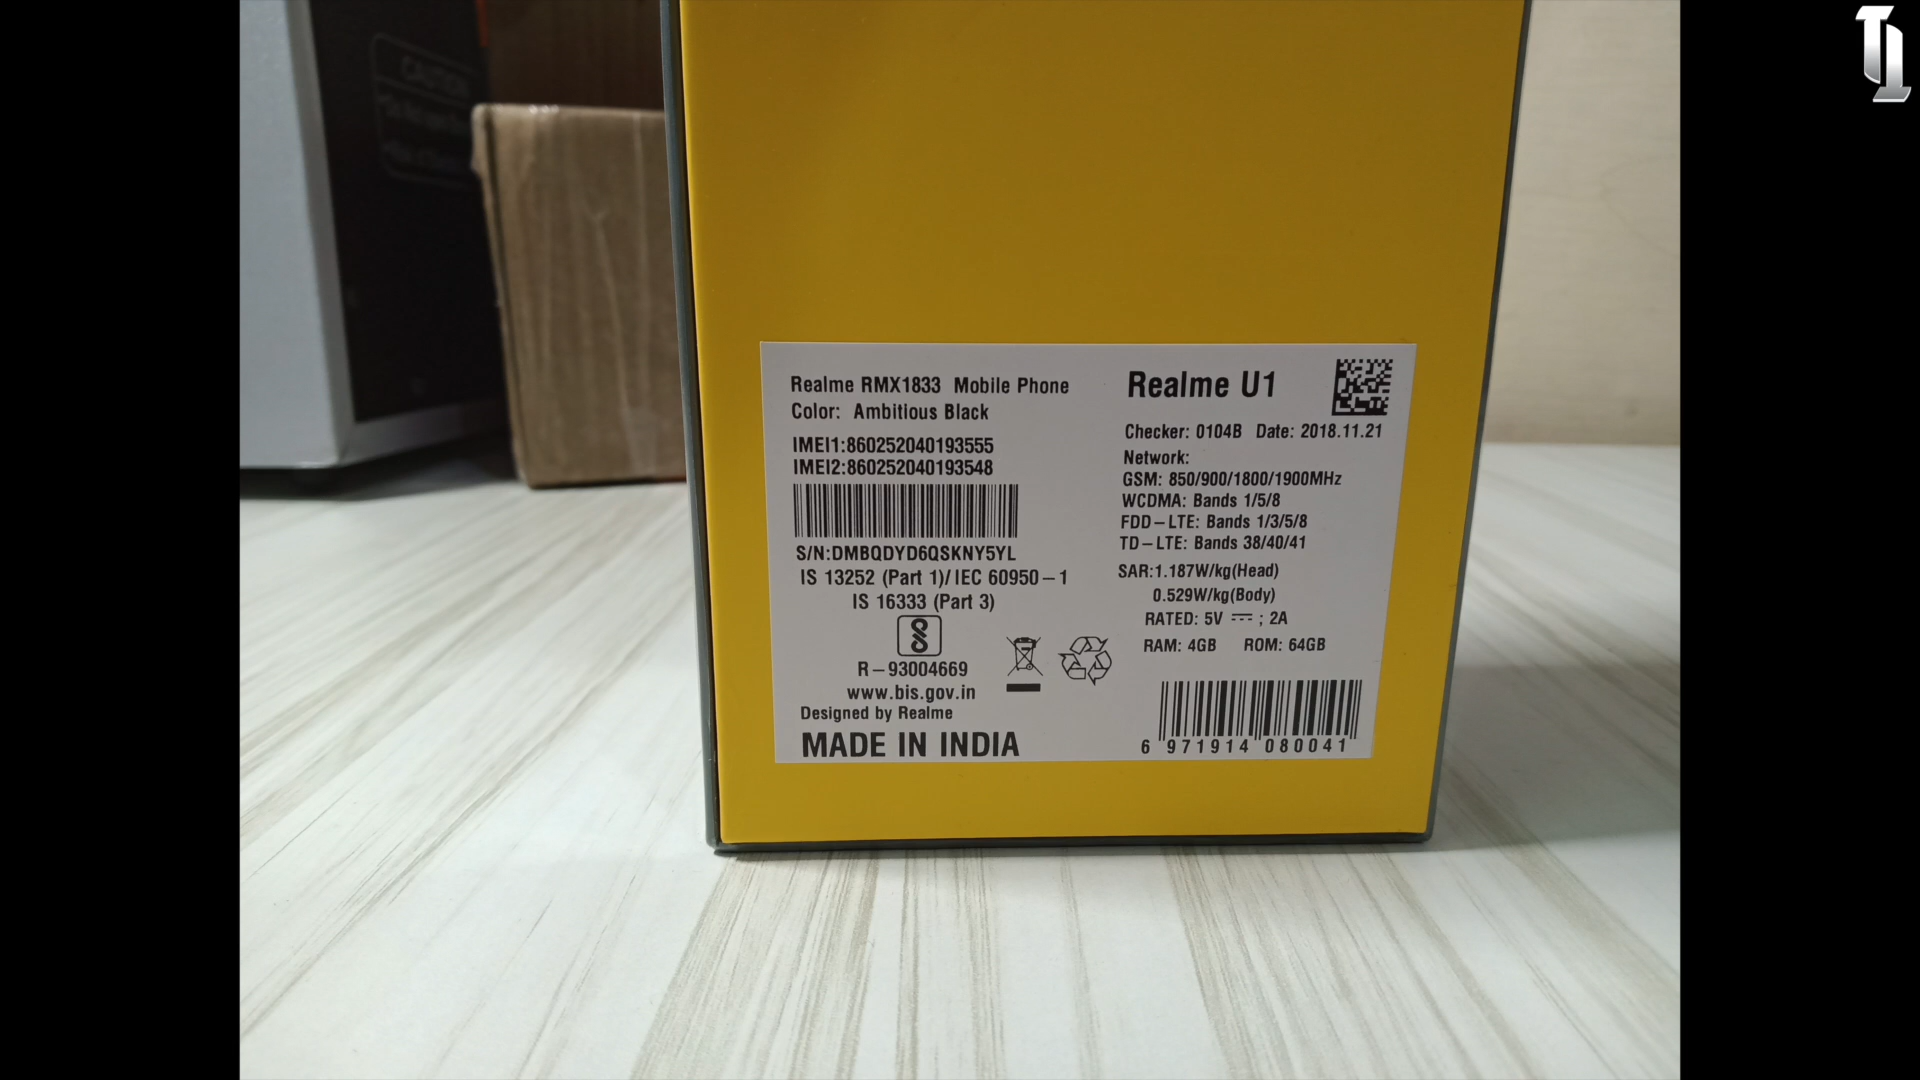 CAUTION
Realme RMX1833 Mobile Phone
Color: Ambitious Black
IMEI1:860252040193555
IMEI2:860252040193548
S/N:DMBQDYD6QSKNY5YL
IS 13252 (Part 1)/ IEC 60950-1
IS 16333 (Part 3)
R-93004669
www.bis.gov.in
Designed by Realme
MADE IN INDIA
Realme U1
Checker: 0104B Date: 2018.11.21
Network:
GSM: 850/900/1800/1900MHz
WCDMA: Bands 1/5/8
FDD-LTE: Bands 1/3/5/8
TD-LTE: Bands 38/40/41
SAR:1.187W/kg(Head)
0.529W/kg(Body)
RATED: 5V ⎓ ; 2A
RAM: 4GB ROM: 64GB
6 971914 080041